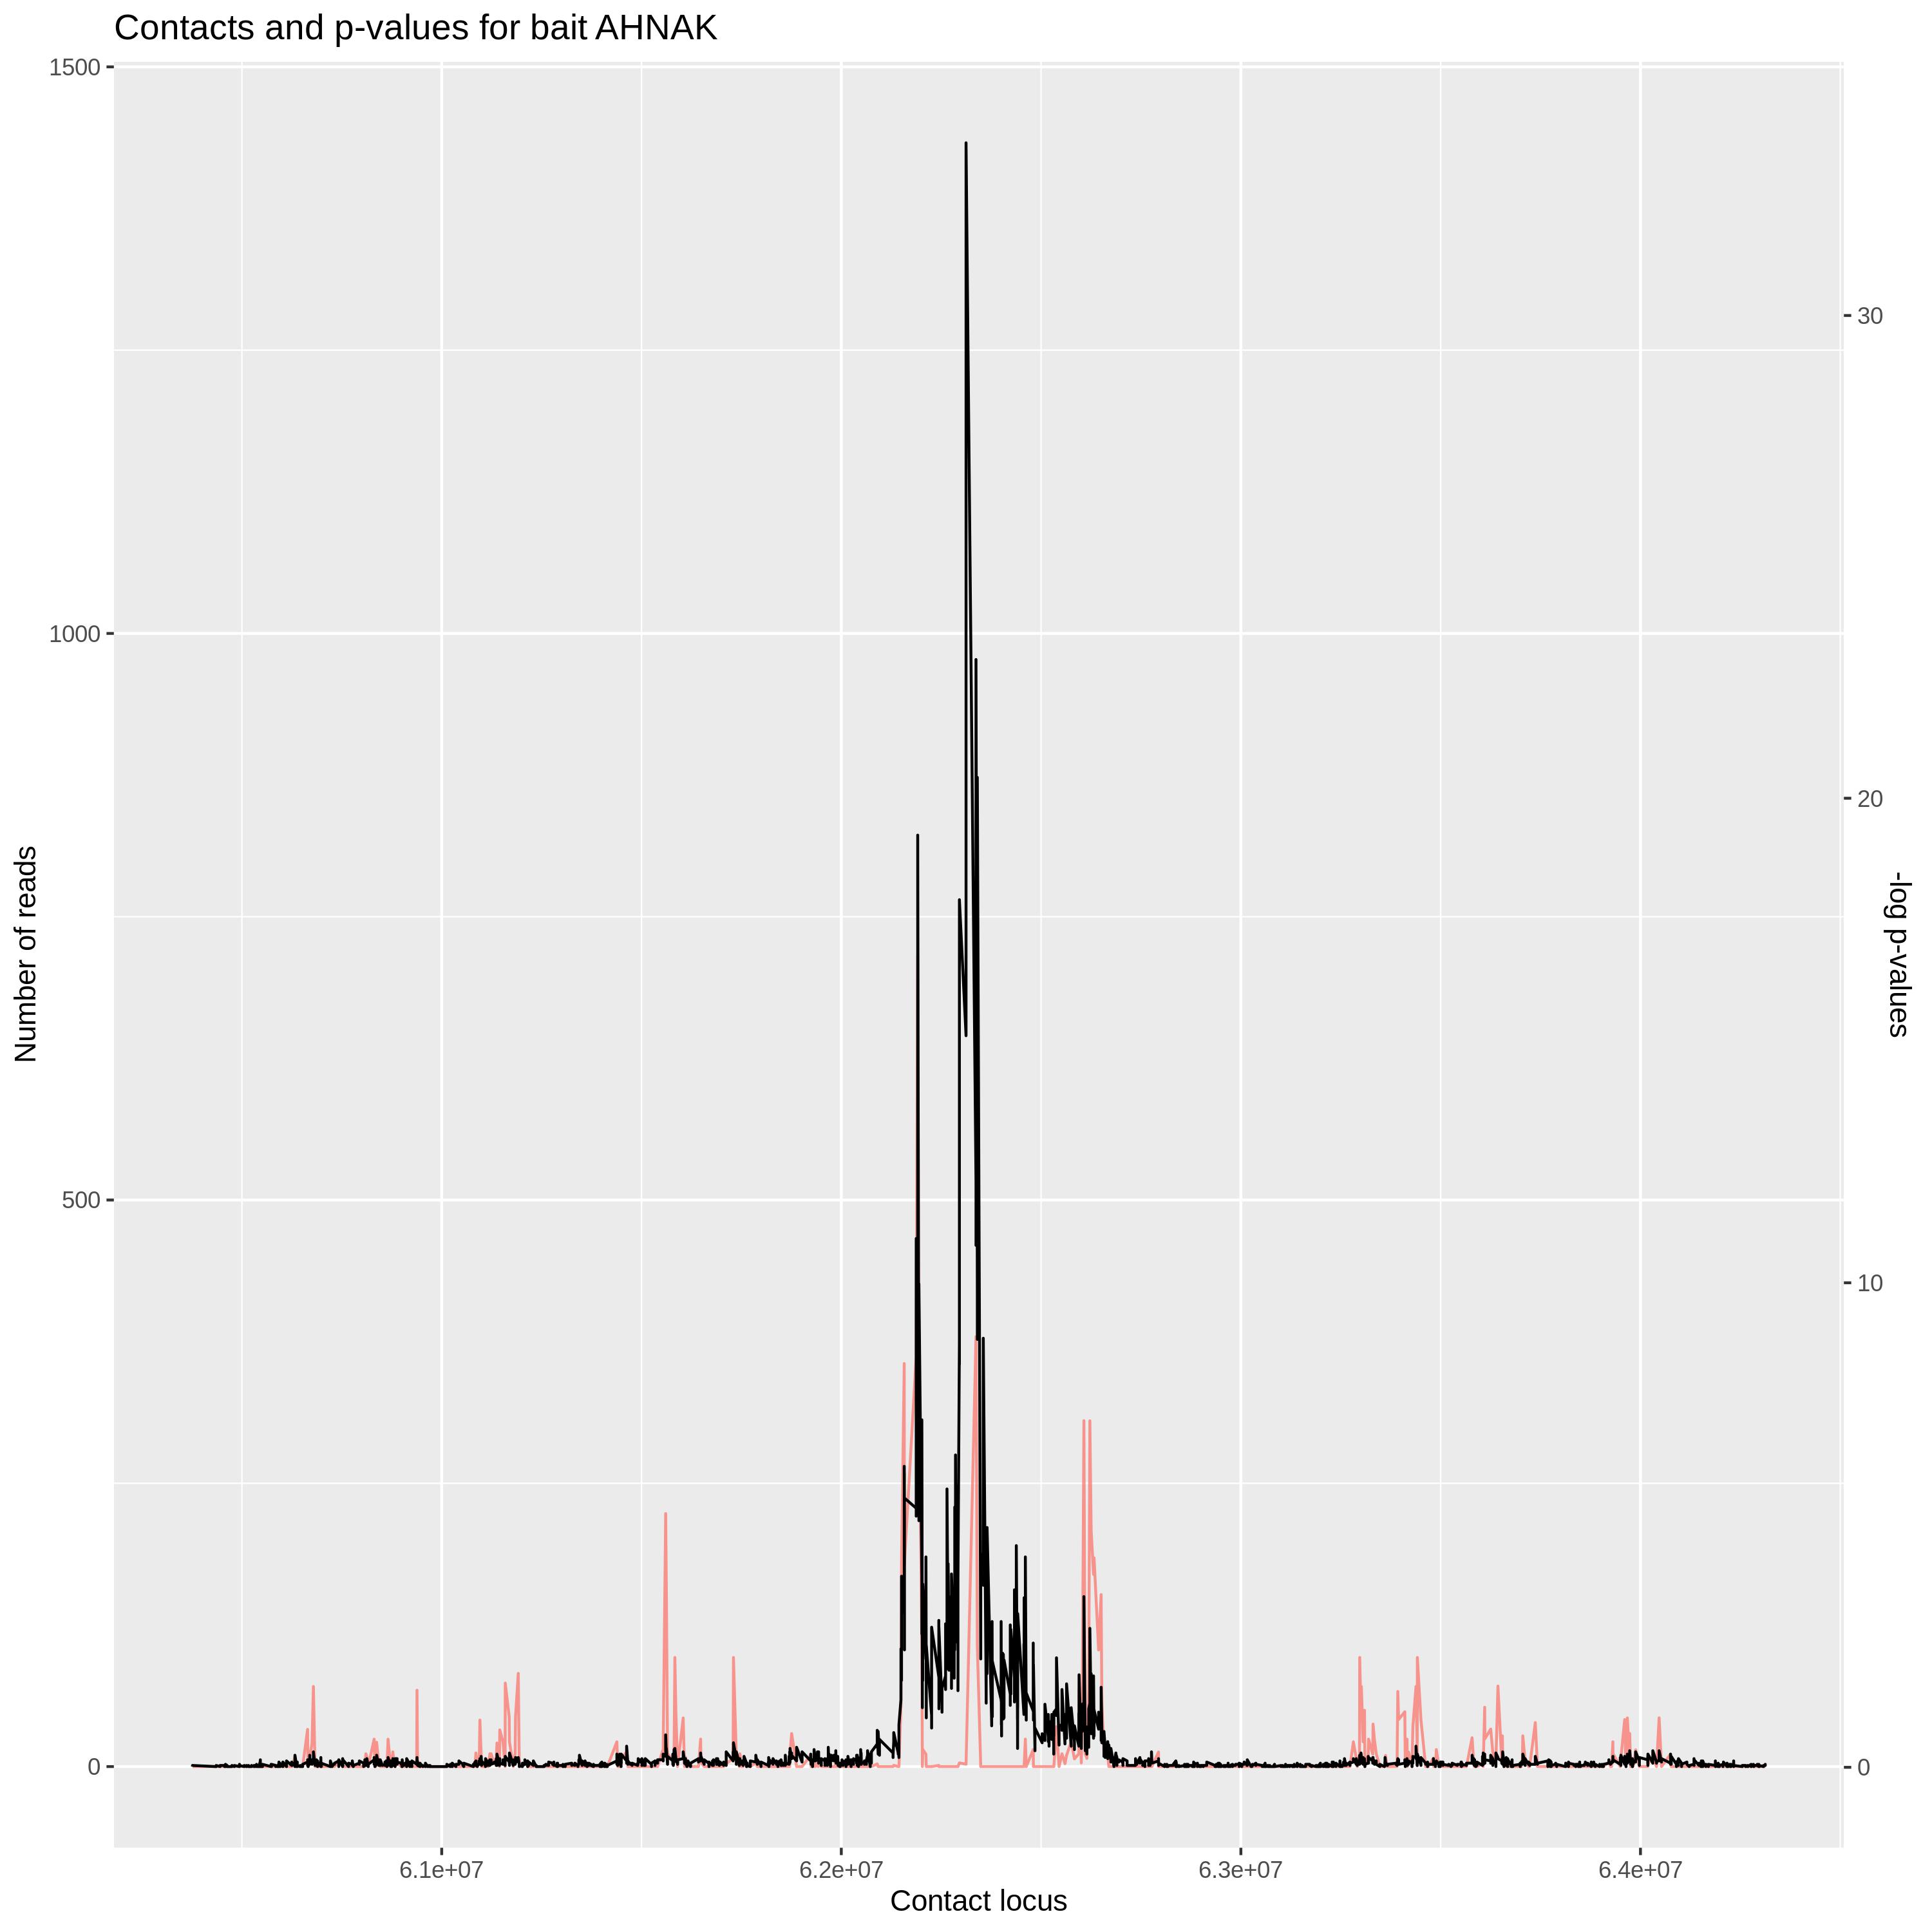 Contacts and p-values for bait AHNAK
1500
1000
500
0
Number of reads
30
20
10
0
-log p-values
6.1e+07 6.2e+07 6.3e+07 6.4e+07
Contact locus